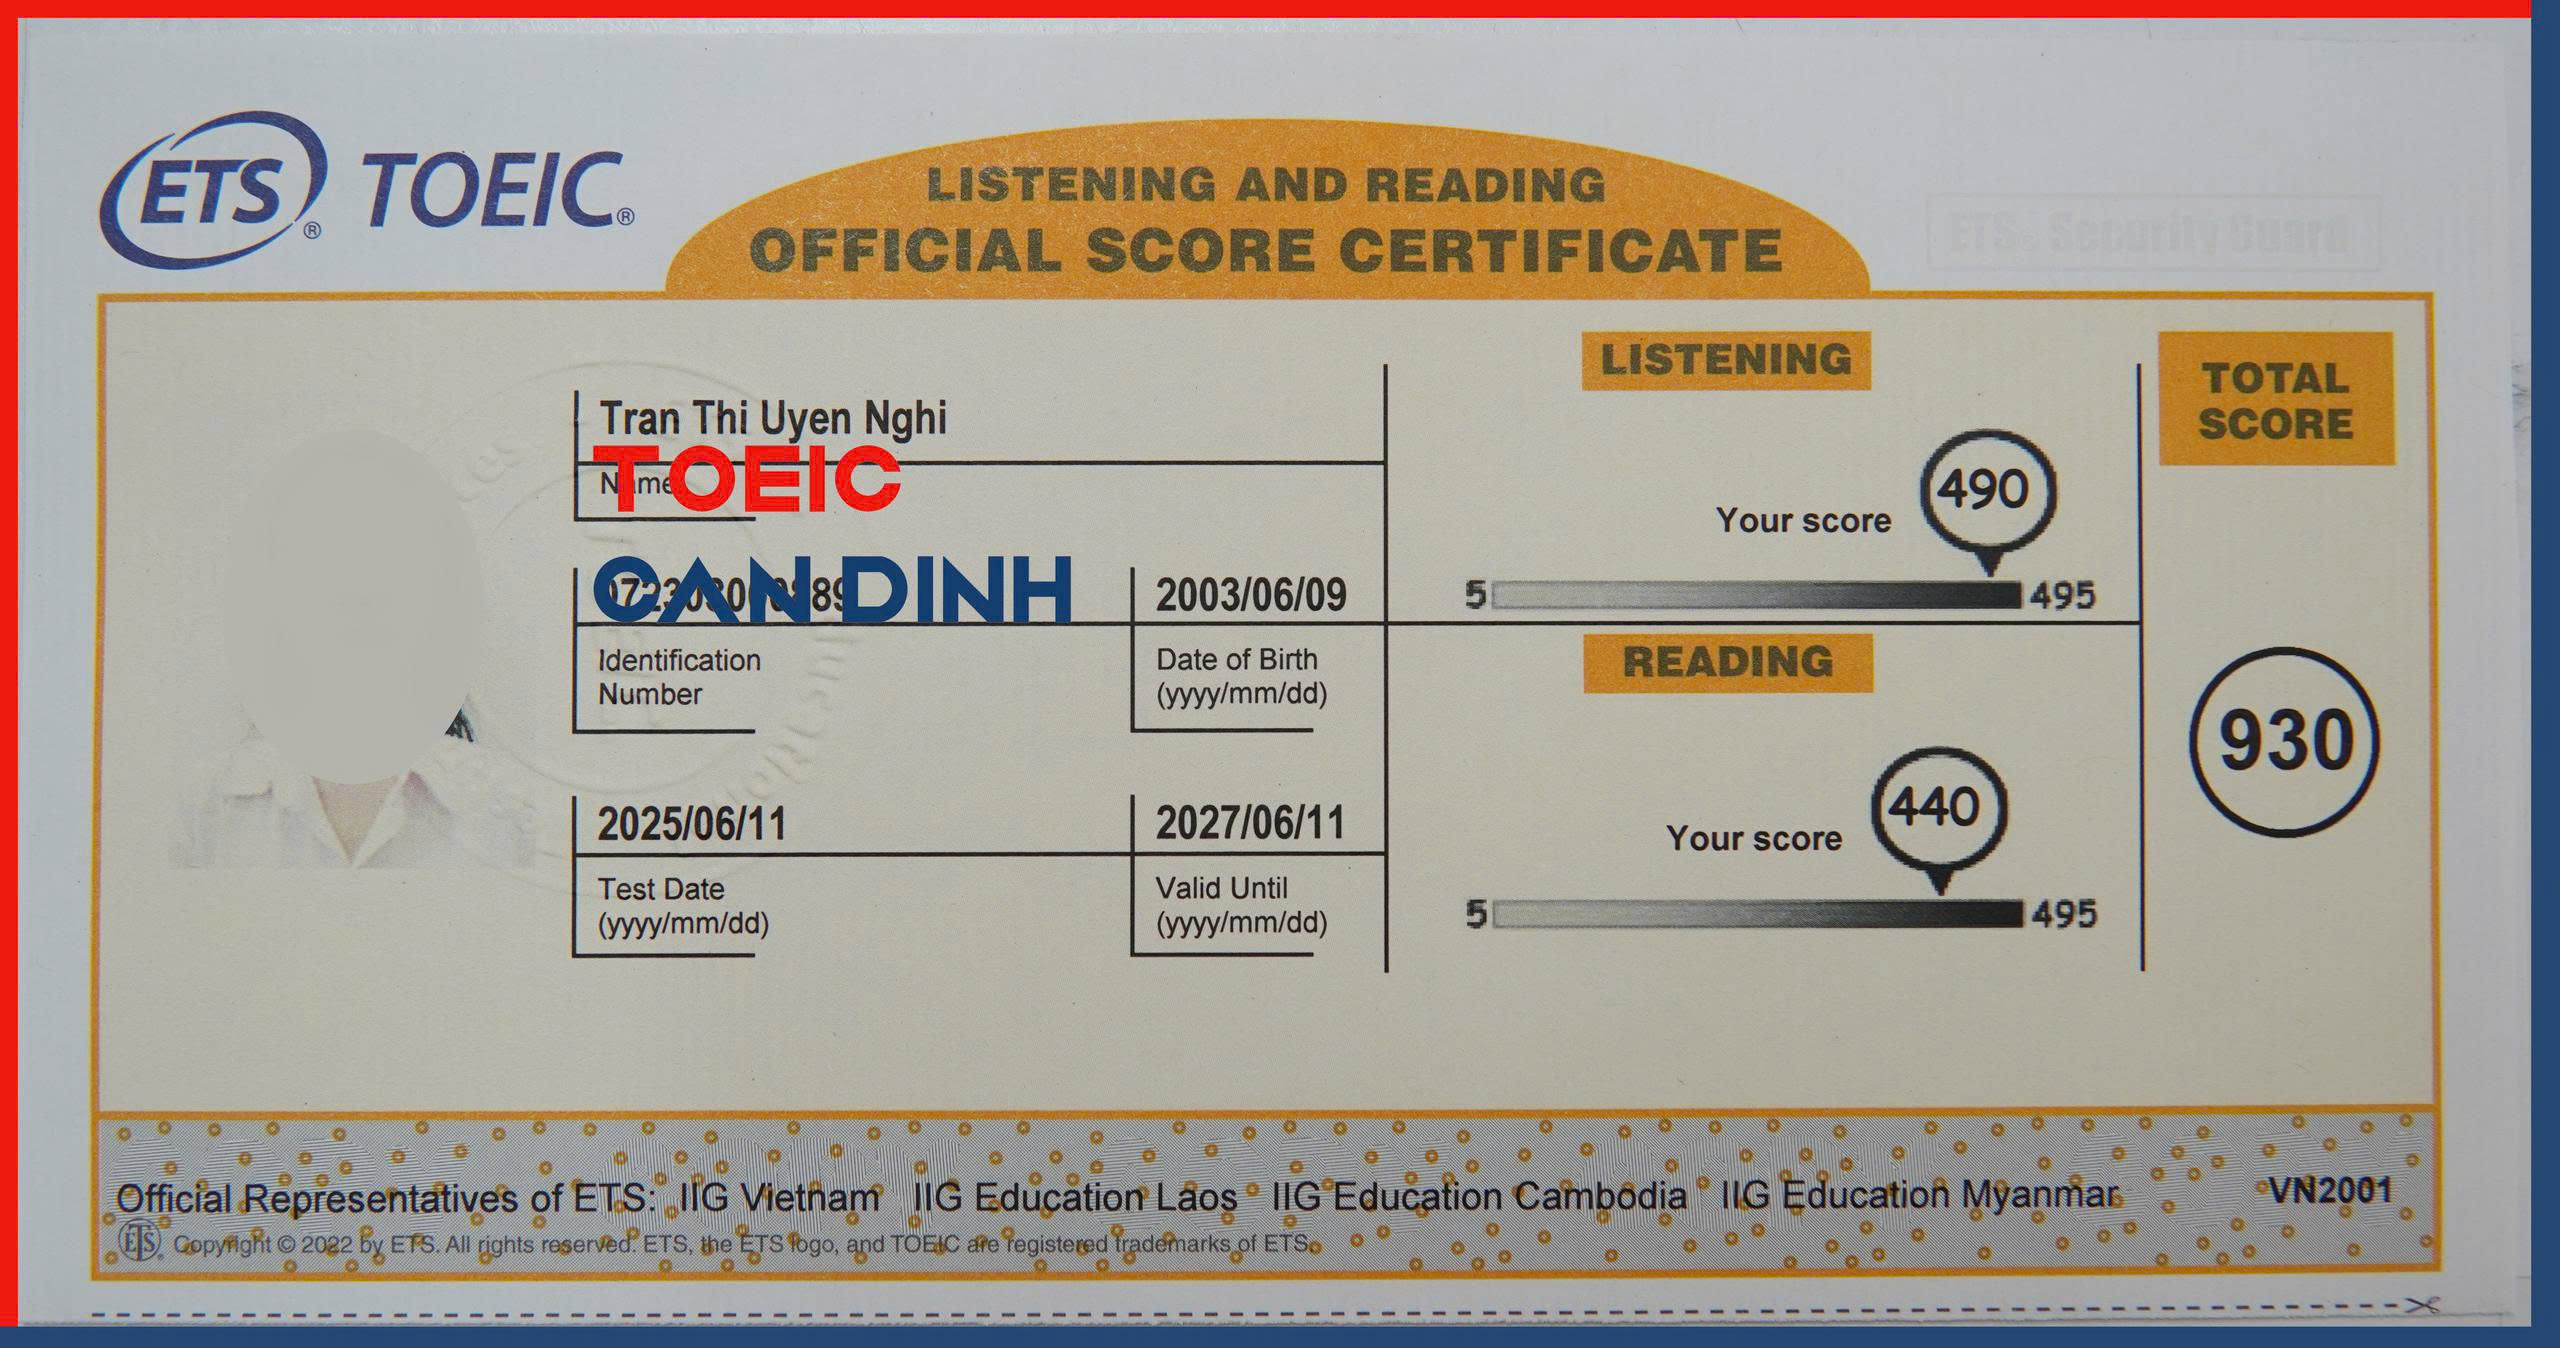 ETS® TOEIC®
LISTENING AND READING
OFFICIAL SCORE CERTIFICATE
ETS® Security Guard
Tran Thi Uyen Nghi
Name
TOEIC
CAN DINH
2003/06/09
Identification
Number
Date of Birth
(yyyy/mm/dd)
2025/06/11
2027/06/11
Test Date
(yyyy/mm/dd)
Valid Until
(yyyy/mm/dd)
LISTENING
Your score
490
5
495
READING
Your score
440
5
495
TOTAL
SCORE
930
Official Representatives of ETS: IIG Vietnam IIG Education Laos IIG Education Cambodia IIG Education Myanmar VN2001
ETS® Copyright © 2022 by ETS. All rights reserved. ETS, the ETS logo, and TOEIC are registered trademarks of ETS.